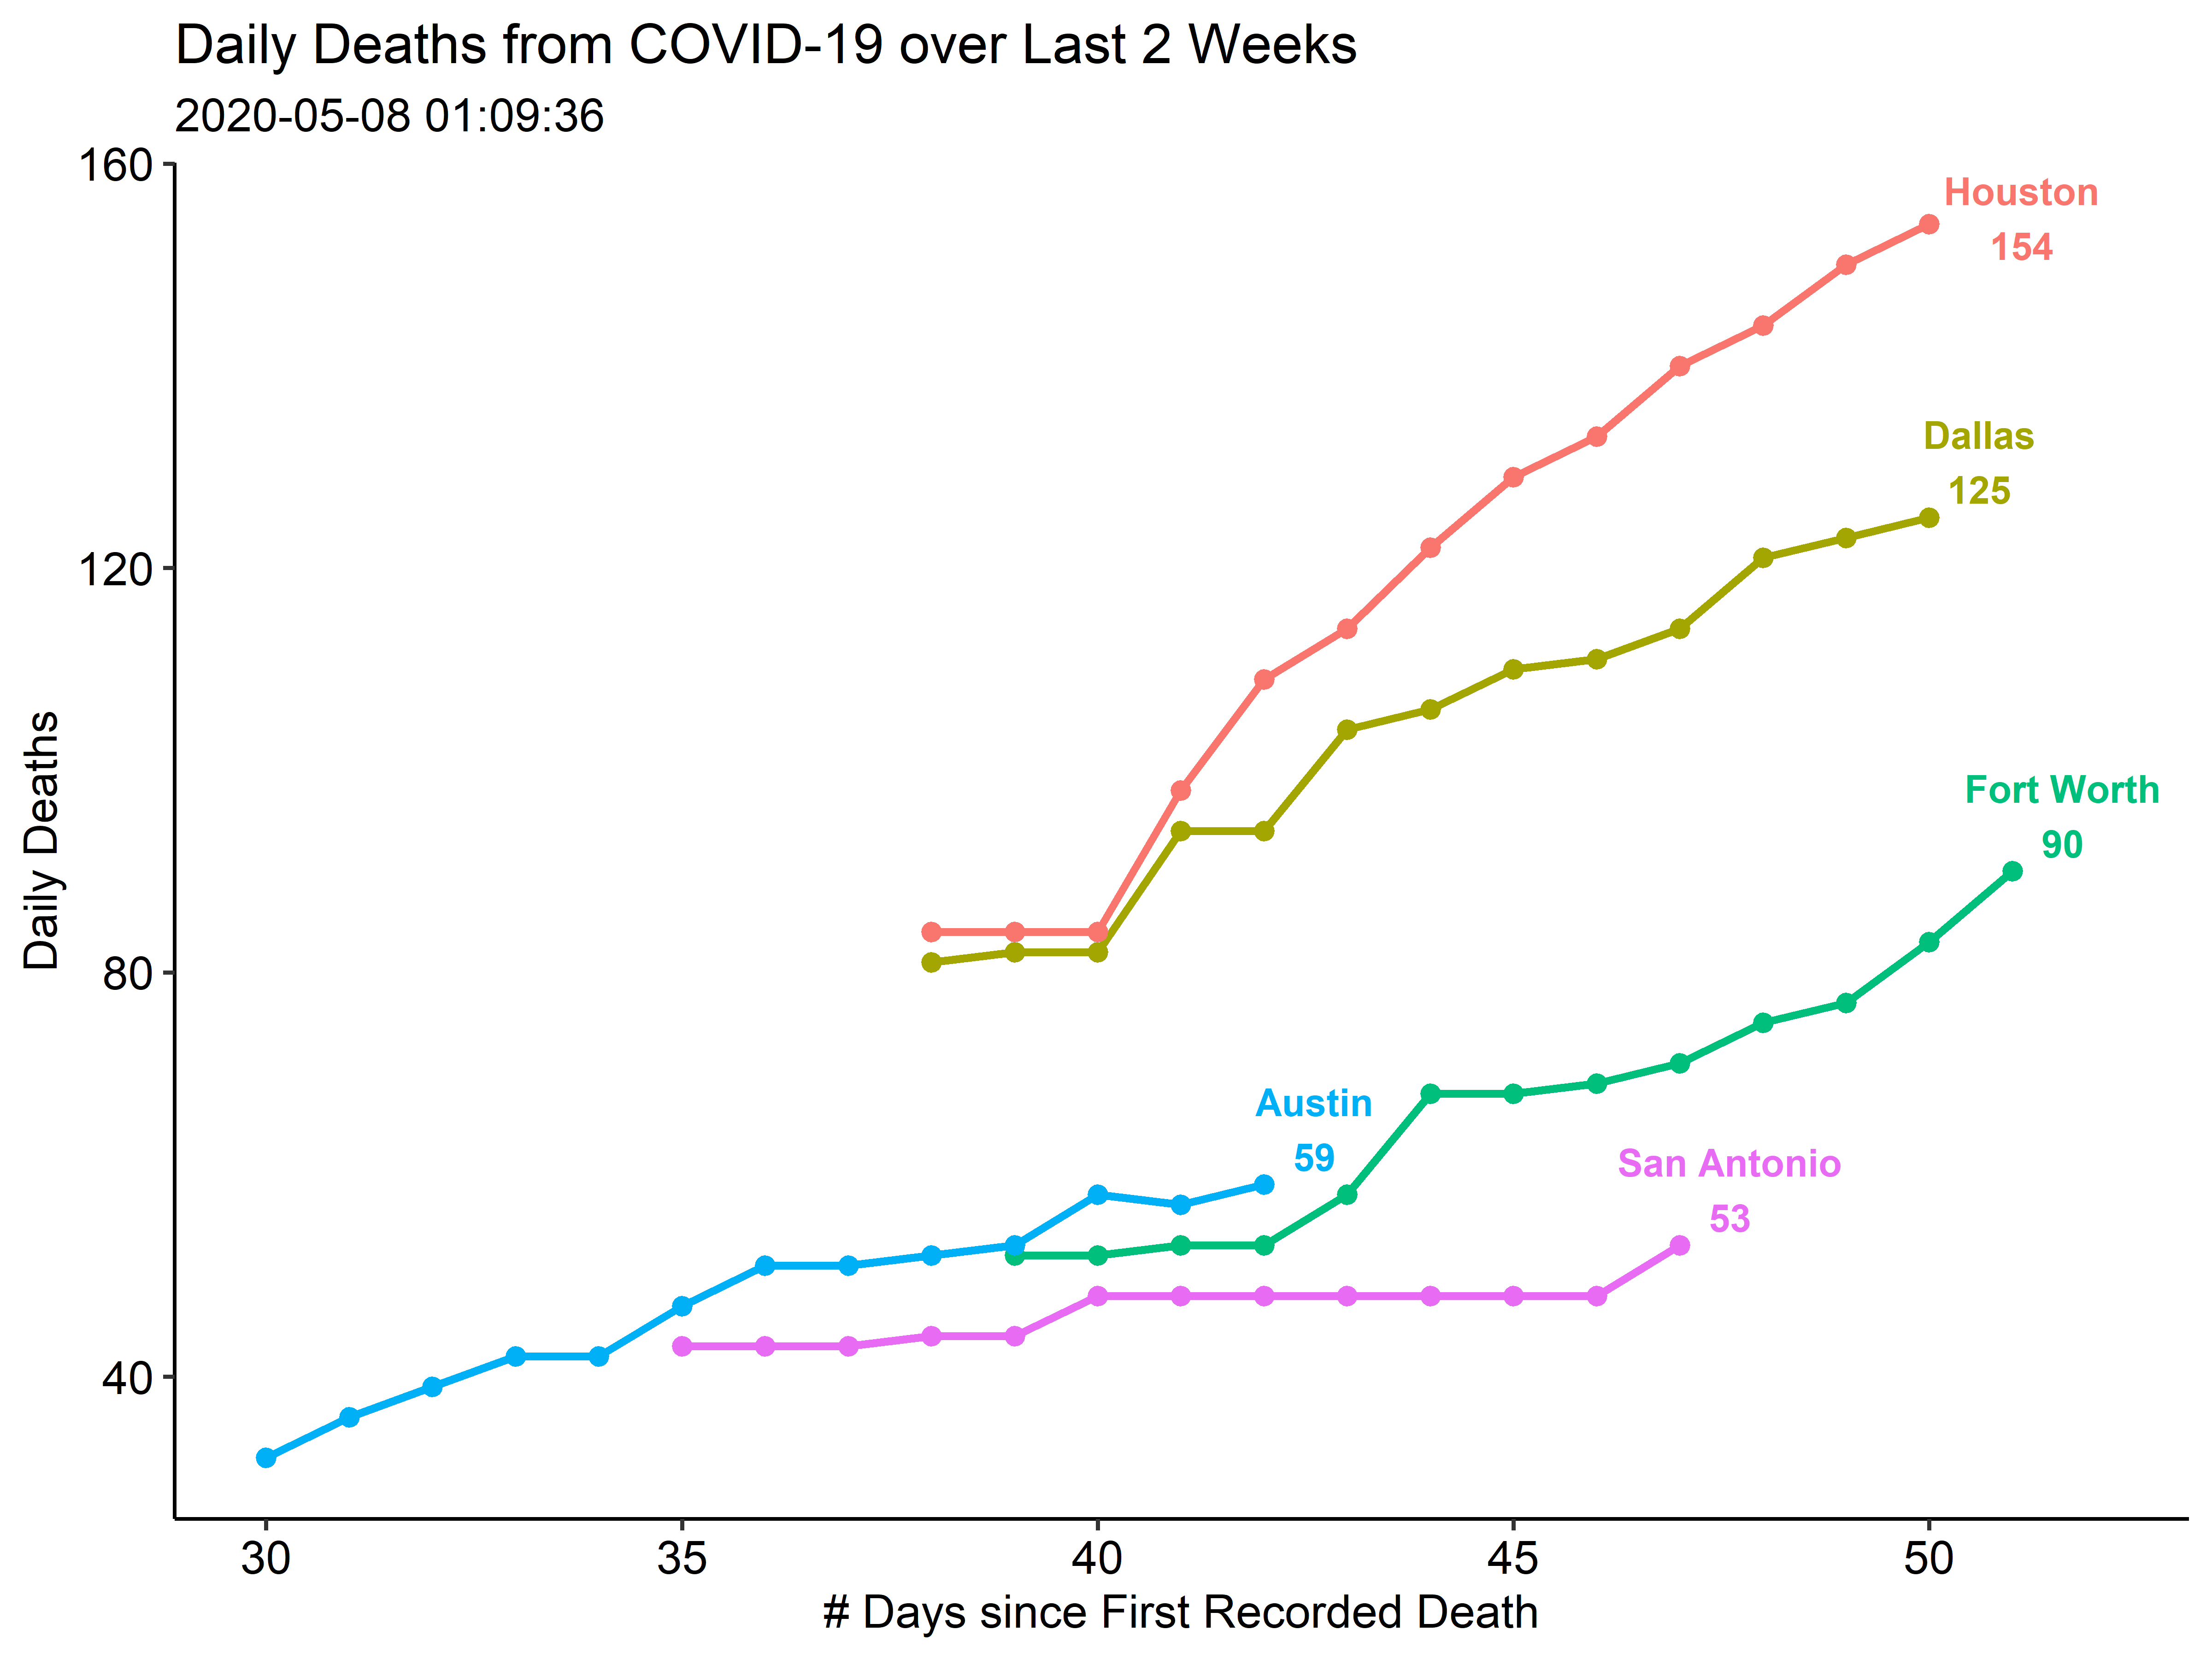 Daily Deaths from COVID-19 over Last 2 Weeks
2020-05-08 01:09:36
160
120
80
40
Daily Deaths
Houston
154
Dallas
125
Fort Worth
90
Austin
59
San Antonio
53
30 35 40 45 50
# Days since First Recorded Death